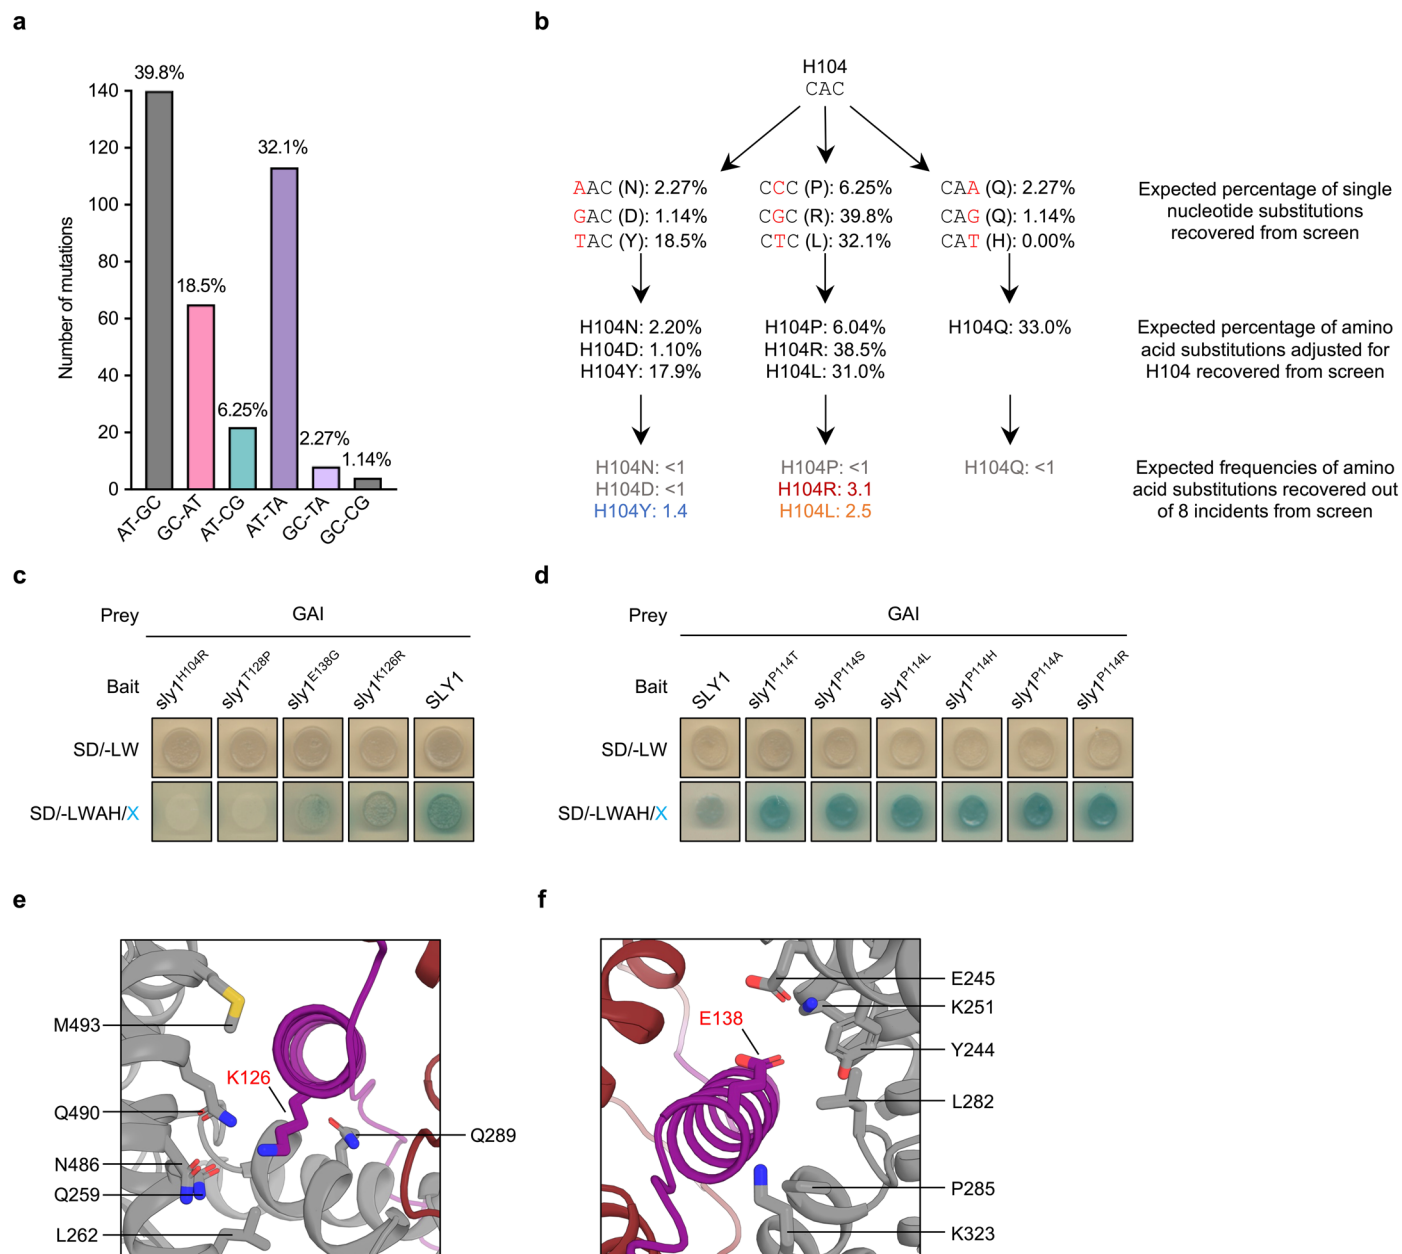 a
39.8%
18.5%
6.25%
32.1%
2.27%
1.14%
140
120
100
80
60
40
20
0
Number of mutations
AT-GC
GC-AT
AT-CG
AT-TA
GC-TA
GC-CG
b
H104
CAC
AAC (N): 2.27%
GAC (D): 1.14%
TAC (Y): 18.5%
CCC (P): 6.25%
CGC (R): 39.8%
CTC (L): 32.1%
CAA (Q): 2.27%
CAG (Q): 1.14%
CAT (H): 0.00%
Expected percentage of single
nucleotide substitutions
recovered from screen
H104N: 2.20%
H104D: 1.10%
H104Y: 17.9%
H104P: 6.04%
H104R: 38.5%
H104L: 31.0%
H104Q: 33.0%
Expected percentage of amino
acid substitutions adjusted for
H104 recovered from screen
H104N: <1
H104D: <1
H104Y: 1.4
H104P: <1
H104R: 3.1
H104L: 2.5
H104Q: <1
Expected frequencies of amino
acid substitutions recovered out
of 8 incidents from screen
c
Prey GAI
Bait sly1H104R sly1T128P sly1E138G sly1K126R SLY1
SD/-LW
SD/-LWAH/X
d
Prey GAI
Bait SLY1 sly1P114T sly1P114S sly1P114L sly1P114H sly1P114A sly1P114R
SD/-LW
SD/-LWAH/X
e
M493
K126
Q490
Q289
N486
Q259
L262
f
E245
K251
E138
Y244
L282
P285
K323